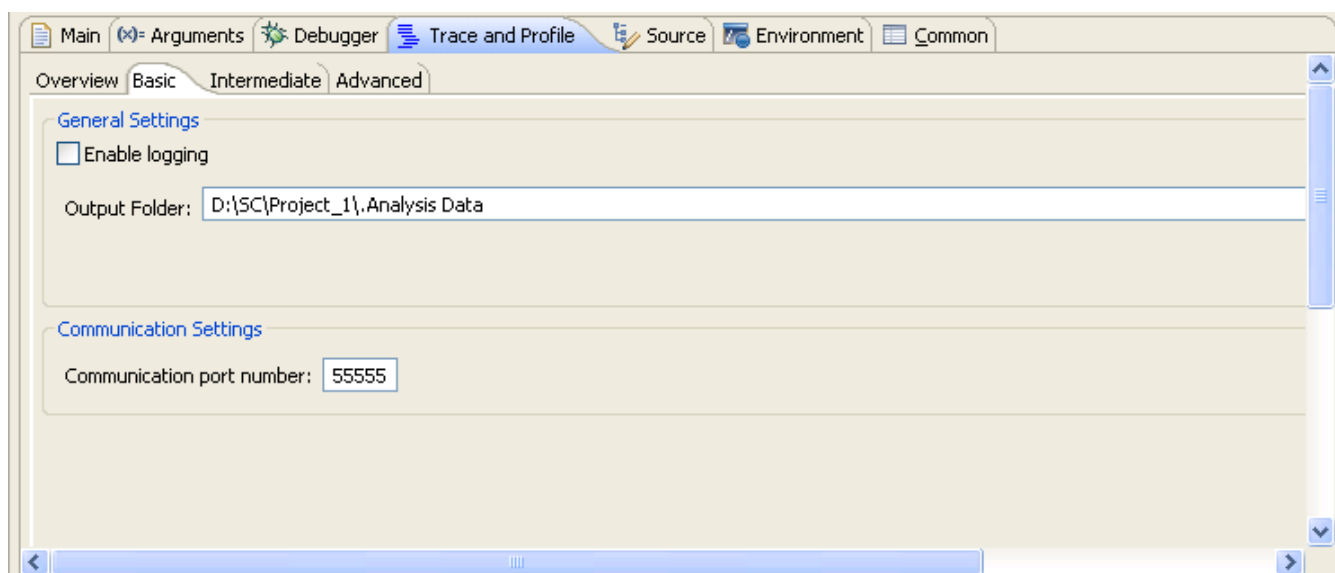 Main (x)= Arguments Debugger Trace and Profile Source Environment Common
Overview Basic Intermediate Advanced
General Settings
Enable logging
Output Folder: D:\SC\Project_1\.Analysis Data
Communication Settings
Communication port number: 55555